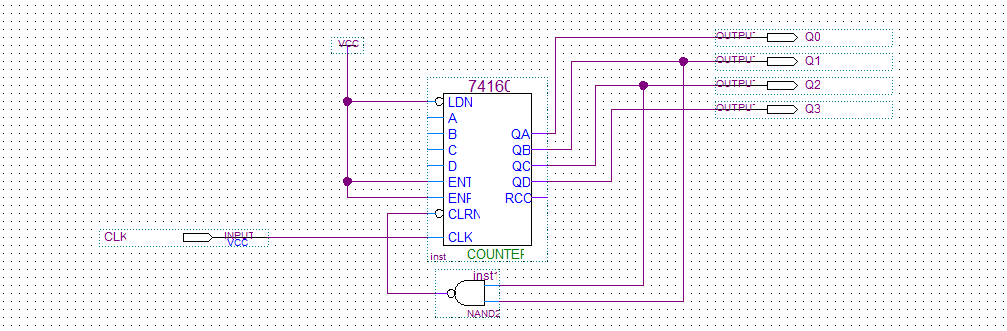 VCC
74160
LDN
A
B
C
D
ENT
ENP
CLRN
CLK
QA
QB
QC
QD
RCO
inst
COUNTER
CLK
INPUT
VCC
OUTPUT Q0
OUTPUT Q1
OUTPUT Q2
OUTPUT Q3
inst1
NAND2